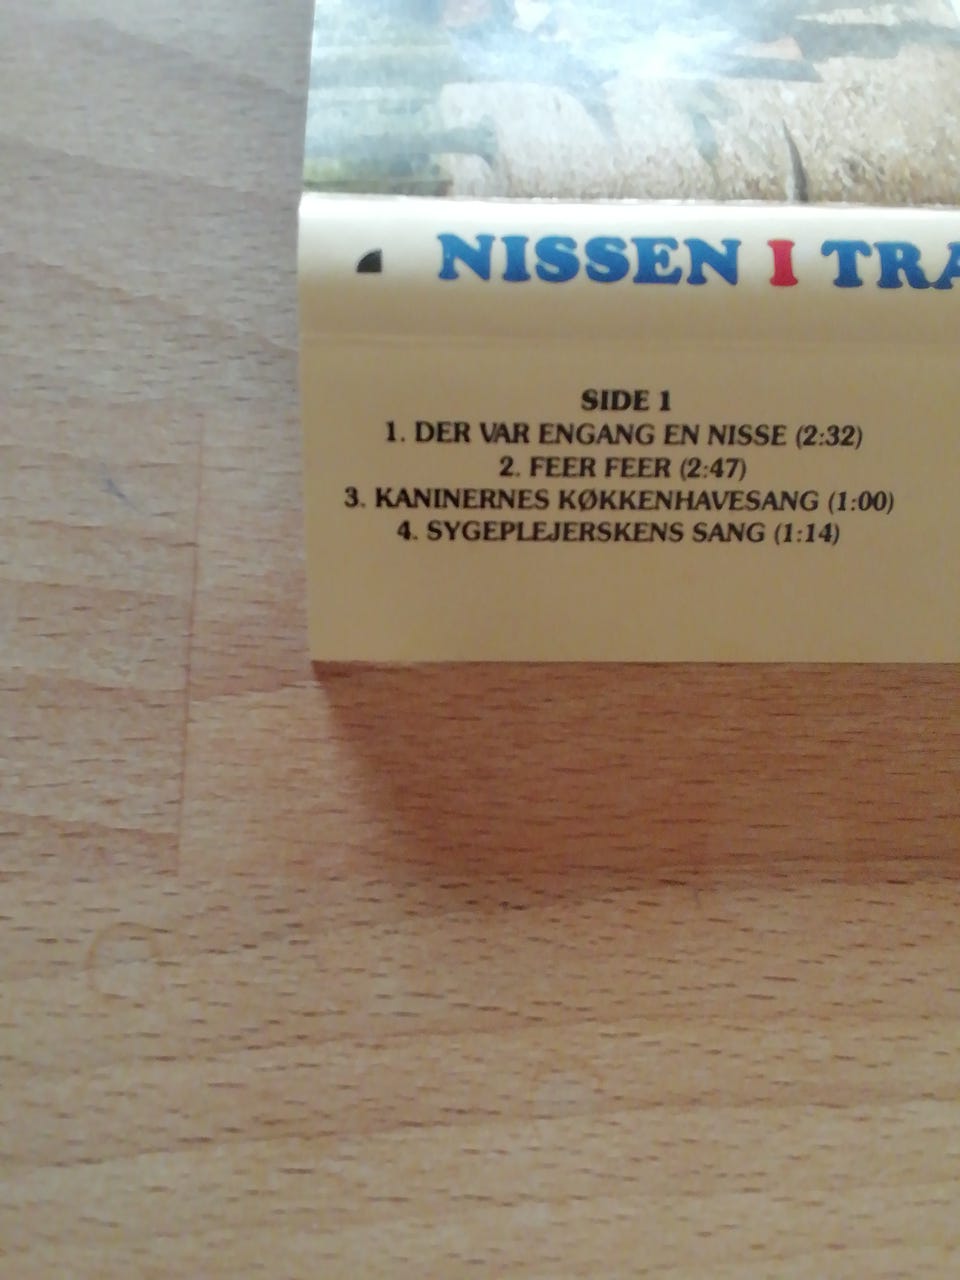 NISSEN I TRA
SIDE 1
1. DER VAR ENGANG EN NISSE (2:32)
2. FEER FEER (2:47)
3. KANINERNES KØKKENHAVESANG (1:00)
4. SYGEPLEJERSKENS SANG (1:14)